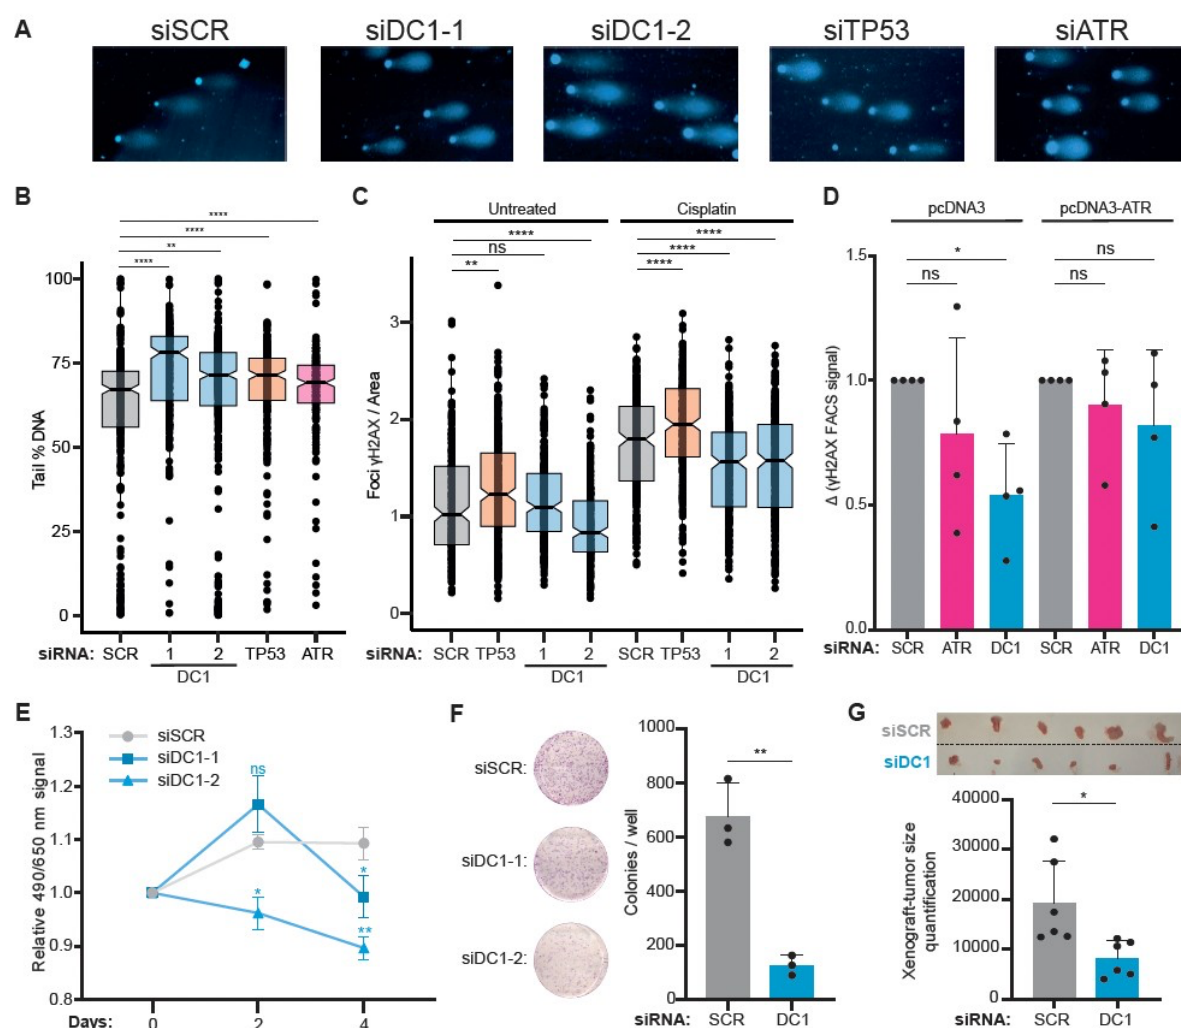 A
siSCR
siDC1-1
siDC1-2
siTP53
siATR
B
****
****
**
****
Tail % DNA
100
75
50
25
0
siRNA: SCR 1 2 TP53 ATR
DC1
C
Untreated
Cisplatin
****
ns
**
****
****
****
Foci γH2AX / Area
3
2
1
0
siRNA: SCR TP53 1 2 SCR TP53 1 2
DC1
DC1
D
pcDNA3
pcDNA3-ATR
*
ns
ns
ns
Δ (γH2AX FACS signal)
1.5
1.0
0.5
0.0
siRNA: SCR ATR DC1 SCR ATR DC1
E
siSCR
siDC1-1
siDC1-2
Relative 490/650 nm signal
1.3
1.2
1.1
1.0
0.9
0.8
ns
*
*
**
Days: 0 2 4
F
siSCR:
siDC1-1:
siDC1-2:
Colonies / well
1000
800
600
400
200
0
**
siRNA: SCR DC1
G
siSCR
siDC1
Xenograft-tumor size
quantification
40000
30000
20000
10000
0
*
siRNA: SCR DC1